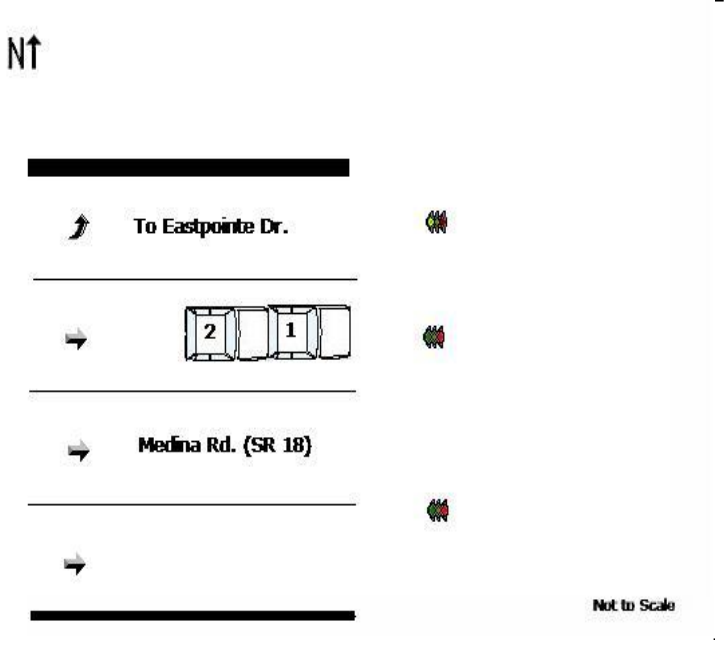 N
To Eastpointe Dr.
2 1
Medina Rd. (SR 18)
Not to Scale